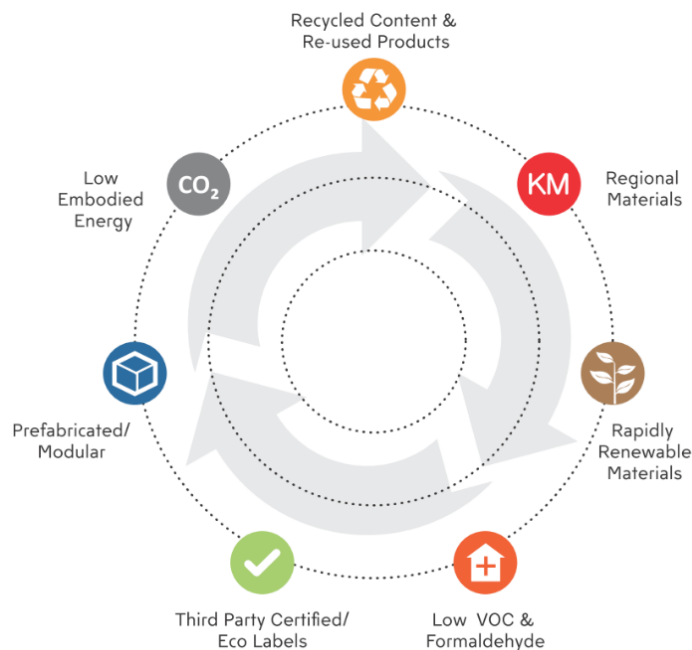 Recycled Content &
Re-used Products
KM
Regional
Materials
Rapidly
Renewable
Materials
Low VOC &
Formaldehyde
Third Party Certified/
Eco Labels
Prefabricated/
Modular
CO₂
Low
Embodied
Energy